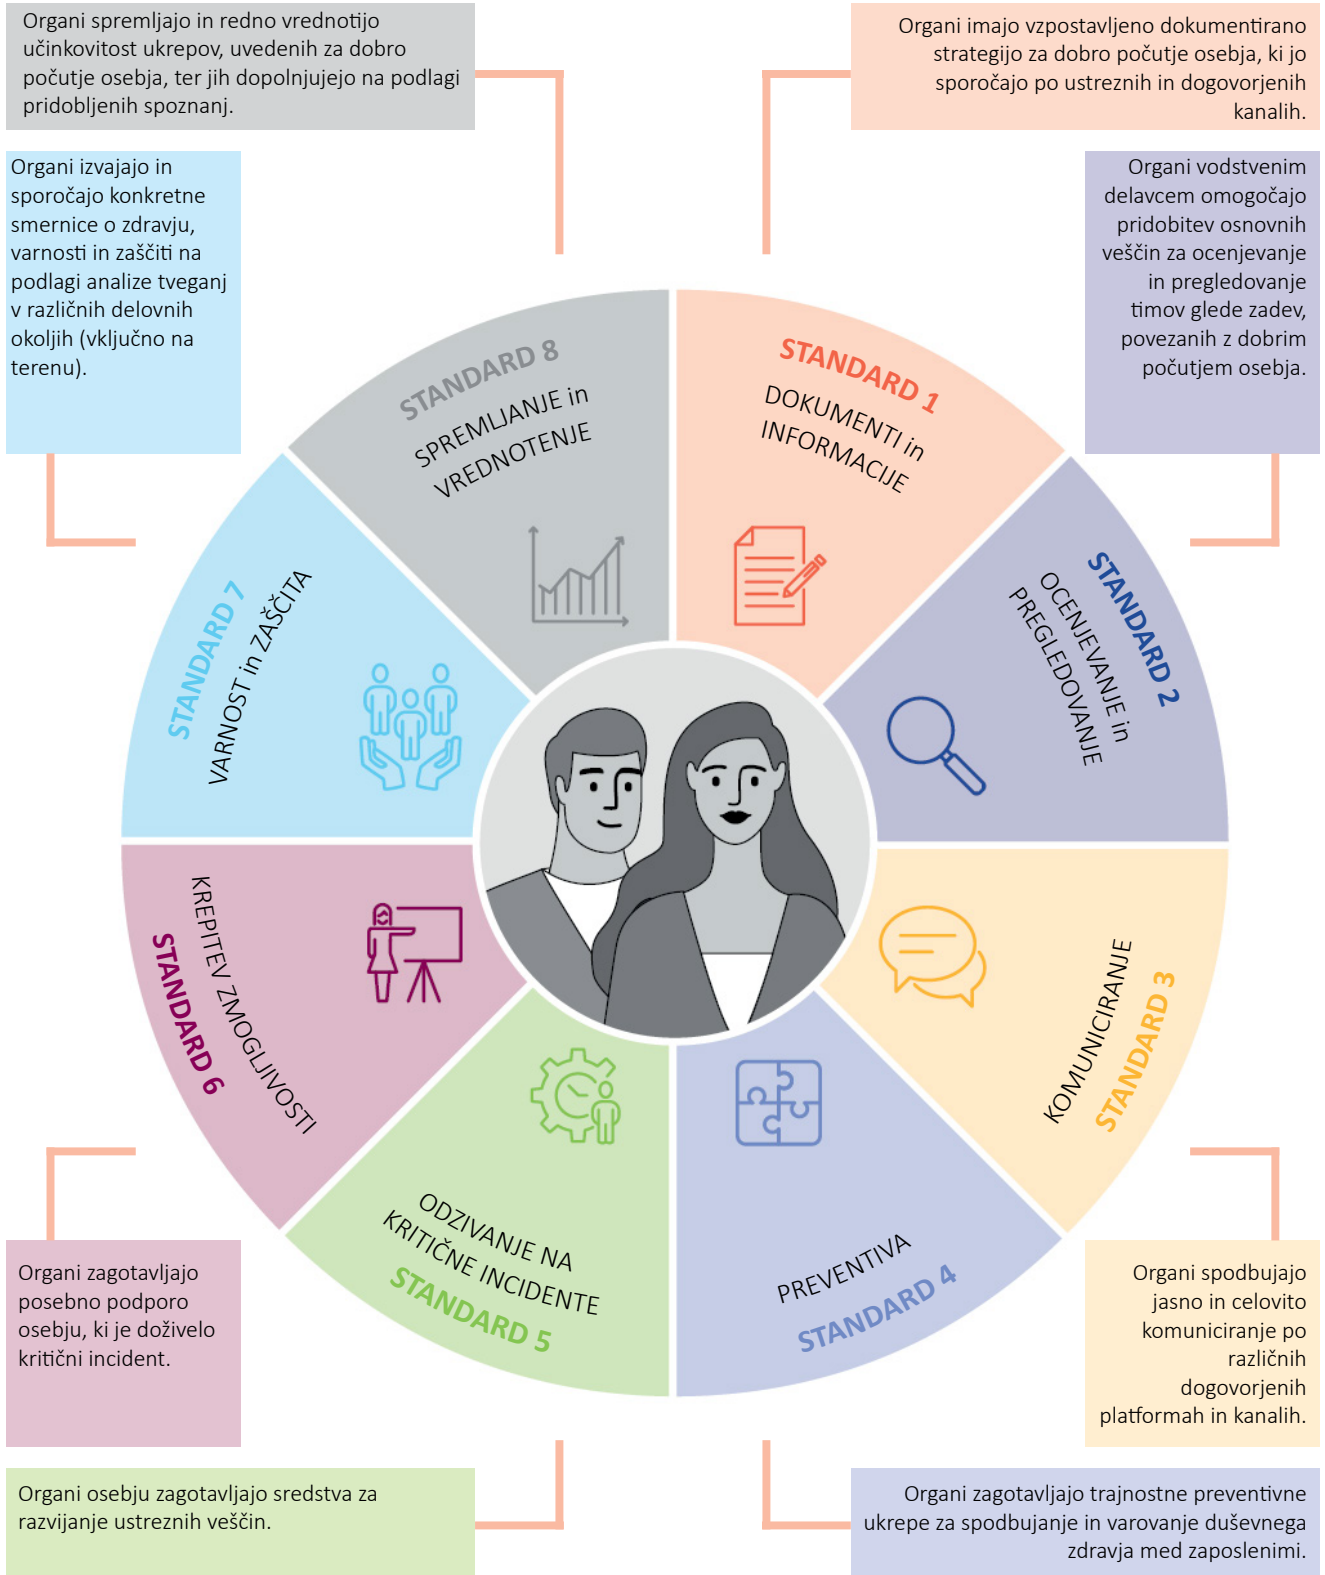 Organi spremljajo in redno vrednotijo
učinkovitost ukrepov, uvedenih za dobro
počutje osebja, ter jih dopolnjujejo na podlagi
pridobljenih spoznanj.
Organi imajo vzpostavljeno dokumentirano
strategijo za dobro počutje osebja, ki jo
sporočajo po ustreznih in dogovorjenih
kanalih.
Organi izvajajo in
sporočajo konkretne
smernice o zdravju,
varnosti in zaščiti na
podlagi analize tveganj
v različnih delovnih
okoljih (vključno na
terenu).
Organi vodstvenim
delavcem omogočajo
pridobitev osnovnih
veščin za ocenjevanje
in pregledovanje
timov glede zadev,
povezanih z dobrim
počutjem osebja.
STANDARD 8
SPREMLJANJE in
VREDNOTENJE
STANDARD 1
DOKUMENTI in
INFORMACIJE
STANDARD 2
OCENJEVANJE in
PREGLEDOVANJE
STANDARD 7
VARNOST in ZAŠČITA
KOMUNICIRANJE
STANDARD 3
KREPITEV ZMOGLJIVOSTI
STANDARD 6
ODZIVANJE NA
KRITIČNE INCIDENTE
STANDARD 5
PREVENTIVA
STANDARD 4
Organi zagotavljajo
posebno podporo
osebju, ki je doživelo
kritični incident.
Organi spodbujajo
jasno in celovito
komuniciranje po
različnih
dogovorjenih
platformah in kanalih.
Organi osebju zagotavljajo sredstva za
razvijanje ustreznih veščin.
Organi zagotavljajo trajnostne preventivne
ukrepe za spodbujanje in varovanje duševnega
zdravja med zaposlenimi.